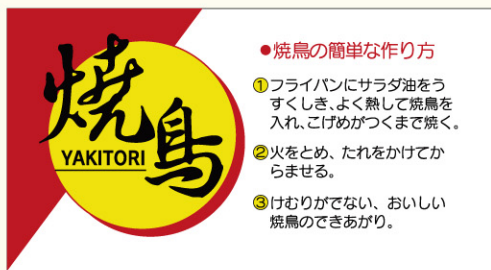 焼鳥
YAKITORI
●焼鳥の簡単な作り方
①フライパンにサラダ油をう
すくしき、よく熱して焼鳥を
入れ、こげめがつくまで焼く。
②火をとめ、たれをかけてか
らませる。
③けむりがでない、おいしい
焼鳥のできあがり。